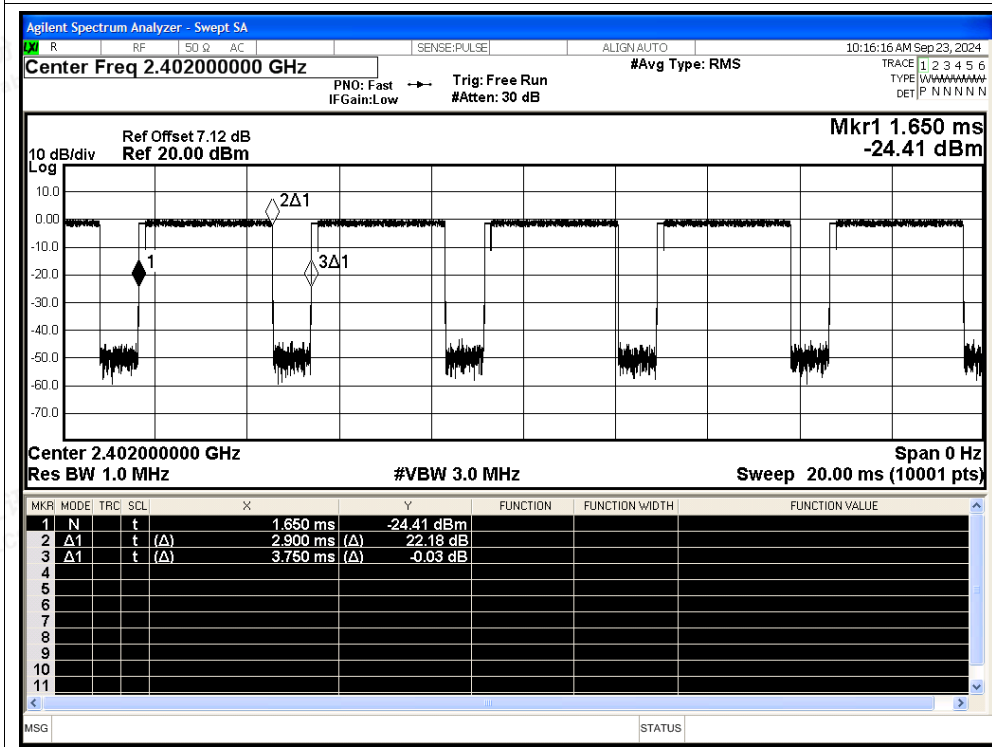 Agilent Spectrum Analyzer - Swept SA
LXI R RF 50 Ω AC SENSE:PULSE ALIGN AUTO 10:16:16 AM Sep 23, 2024
Center Freq 2.402000000 GHz #Avg Type: RMS TRACE 1 2 3 4 5 6
PNO: Fast Trig: Free Run TYPE
IFGain:Low #Atten: 30 dB DET P N N N N N
Mkr1 1.650 ms
Ref Offset 7.12 dB
10 dB/div Ref 20.00 dBm -24.41 dBm
Log
10.0
0.00
-10.0
-20.0
-30.0
-40.0
-50.0
-60.0
-70.0
2Δ1
1
3Δ1
Center 2.402000000 GHz Span 0 Hz
Res BW 1.0 MHz #VBW 3.0 MHz Sweep 20.00 ms (10001 pts)
MKR MODE TRC SCL X Y FUNCTION FUNCTION WIDTH FUNCTION VALUE
1 N t 1.650 ms -24.41 dBm
2 Δ1 t (Δ) 2.900 ms (Δ) 22.18 dB
3 Δ1 t (Δ) 3.750 ms (Δ) -0.03 dB
4
5
6
7
8
9
10
11
MSG STATUS